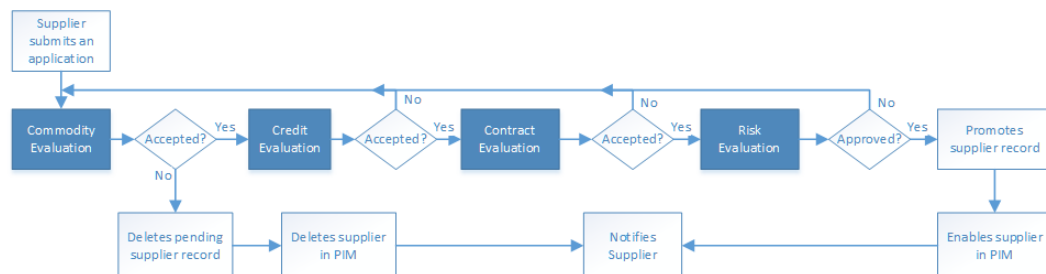 Supplier
submits an
application
No
No
No
Commodity
Evaluation
Accepted?
Yes
Credit
Evaluation
Accepted?
Yes
Contract
Evaluation
Accepted?
Yes
Risk
Evaluation
Approved?
Yes
Promotes
supplier record
No
Deletes pending
supplier record
Deletes supplier
in PIM
Notifies
Supplier
Enables supplier
in PIM